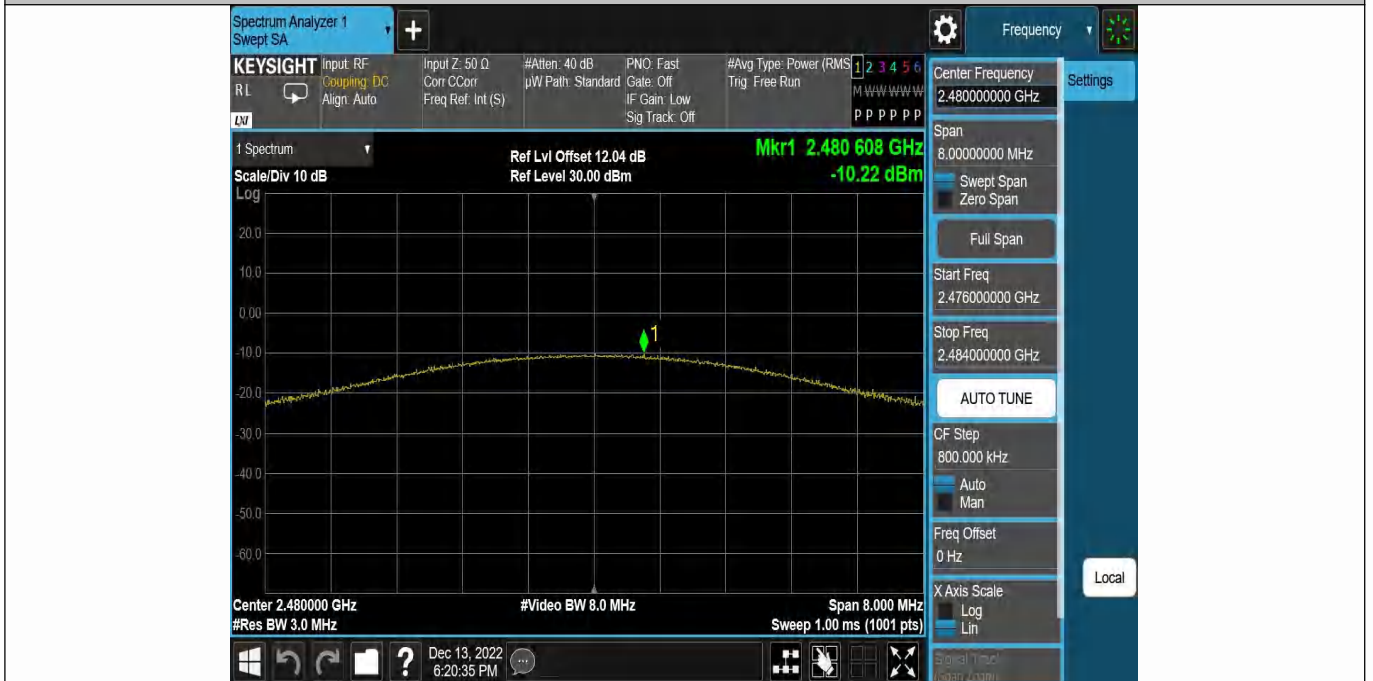 Spectrum Analyzer 1
Swept SA
+
Frequency
KEYSIGHT
RL
LXI
Input: RF
Coupling: DC
Align: Auto
Input Z: 50 Ω
Corr CCorr
Freq Ref: Int (S)
#Atten: 40 dB
µW Path: Standard
PNO: Fast
Gate: Off
IF Gain: Low
Sig Track: Off
#Avg Type: Power (RMS
Trig: Free Run
1 2 3 4 5 6
M W W W W W
P P P P P P
1 Spectrum
Scale/Div 10 dB
Ref Lvl Offset 12.04 dB
Ref Level 30.00 dBm
Mkr1 2.480 608 GHz
-10.22 dBm
Log
20.0
10.0
0.00
-10.0
-20.0
-30.0
-40.0
-50.0
-60.0
1
Center 2.480000 GHz
#Res BW 3.0 MHz
#Video BW 8.0 MHz
Span 8.000 MHz
Sweep 1.00 ms (1001 pts)
?
Dec 13, 2022
6:20:35 PM
Center Frequency
2.480000000 GHz
Settings
Span
8.00000000 MHz
Swept Span
Zero Span
Full Span
Start Freq
2.476000000 GHz
Stop Freq
2.484000000 GHz
AUTO TUNE
CF Step
800.000 kHz
Auto
Man
Freq Offset
0 Hz
X Axis Scale
Log
Lin
Local
Signal Track
(Span Zoom)